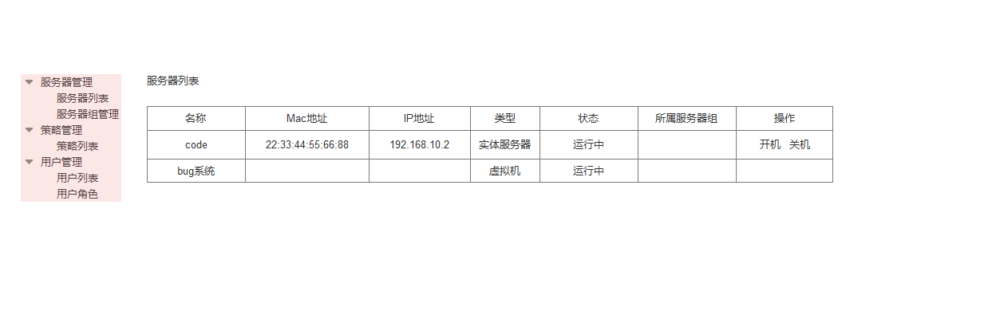 服务器管理
服务器列表
服务器组管理
策略管理
策略列表
用户管理
用户列表
用户角色
服务器列表
名称 Mac地址 IP地址 类型 状态 所属服务器组 操作
code 22:33:44:55:66:88 192.168.10.2 实体服务器 运行中 开机 关机
bug系统 虚拟机 运行中